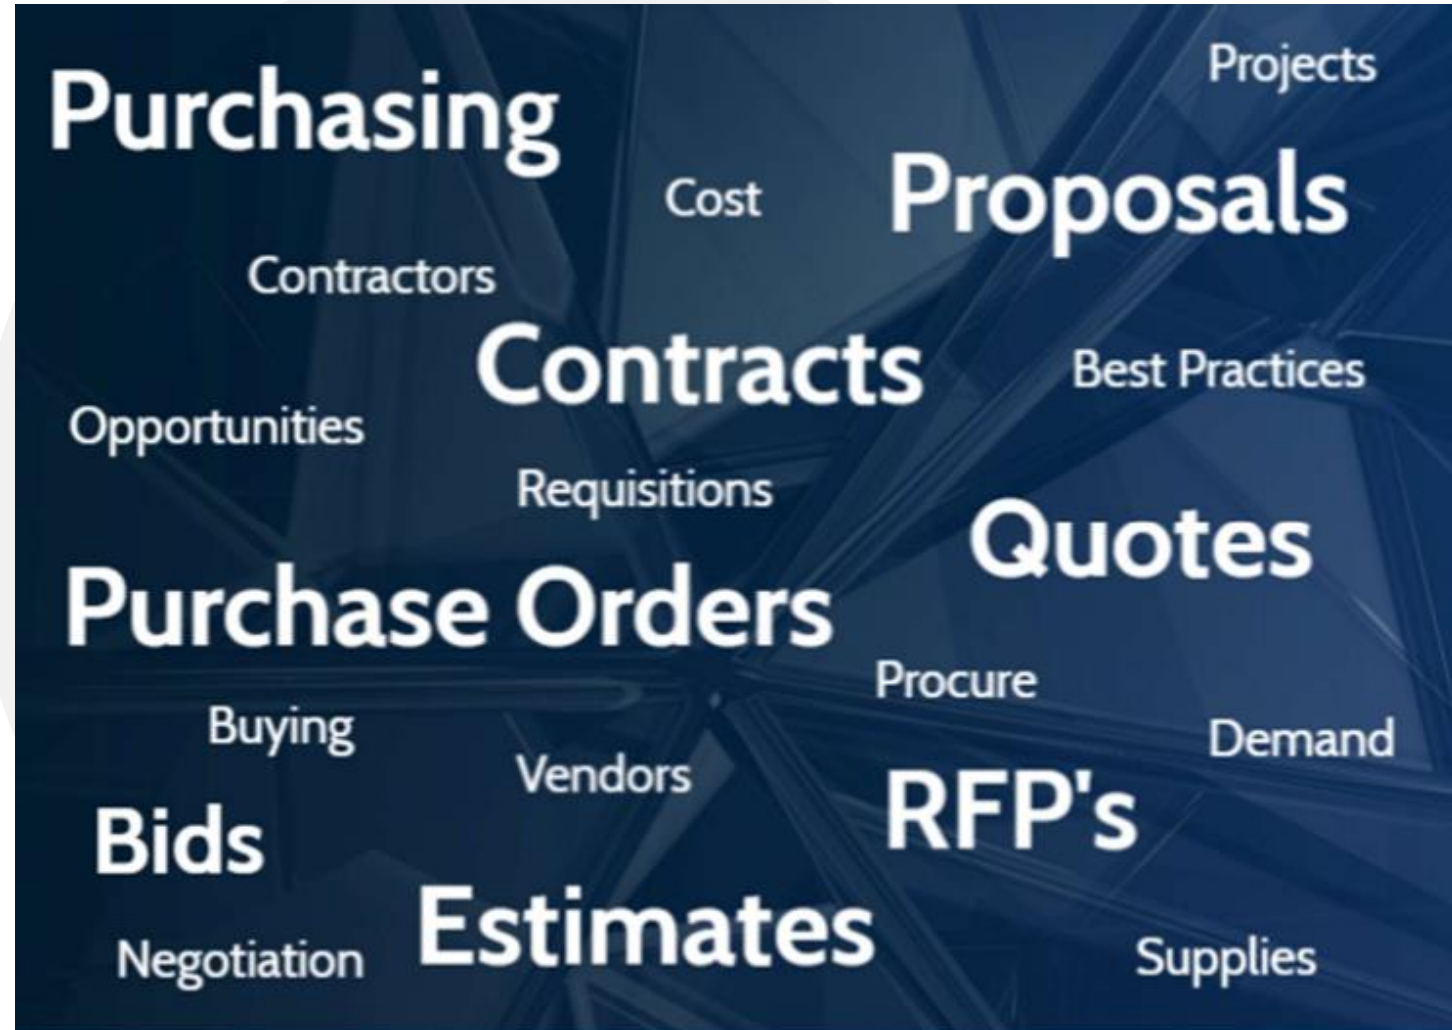 Projects
Purchasing
Cost
Proposals
Contractors
Contracts
Best Practices
Opportunities
Requisitions
Quotes
Purchase Orders
Procure
Buying
Demand
Vendors
RFP's
Bids
Estimates
Negotiation
Supplies